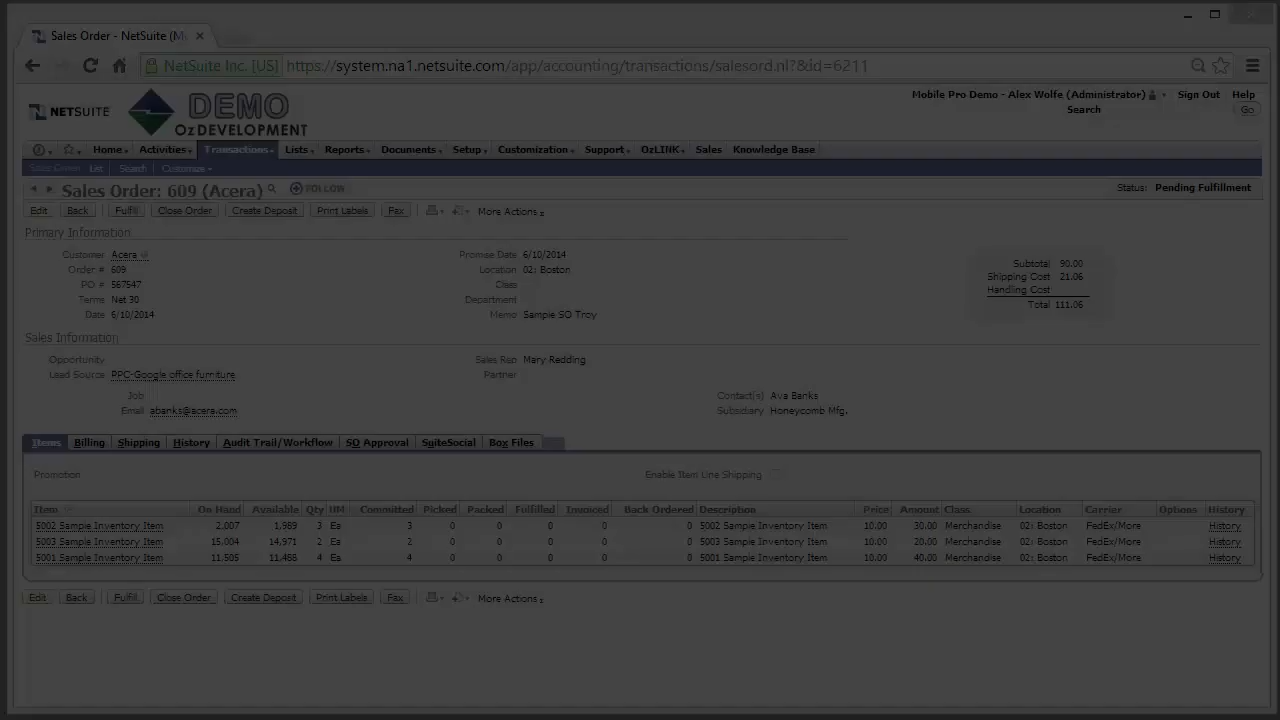 Sales Order - NetSuite (My
NetSuite Inc. [US] https://system.na1.netsuite.com/app/accounting/transactions/salesord.nl?&id=6211
NETSUITE DEMO OZDEVELOPMENT
Mobile Pro Demo - Alex Wolfe (Administrator) Sign Out Help
Search Go
Home Activities Transactions Lists Reports Documents Setup Customization Support OzLINK Sales Knowledge Base
Sales Orders List Search Customize
Sales Order: 609 (Acera) FOLLOW Status: Pending Fulfillment
Edit Back Fulfill Close Order Create Deposit Print Labels Fax More Actions
Primary Information
Customer Acera Promise Date 6/10/2014 Subtotal 90.00
Order # 609 Location 02: Boston Shipping Cost 21.06
PO # 567547 Class Handling Cost
Terms Net 30 Department Total 111.06
Date 6/10/2014 Memo Sample SO Troy
Sales Information
Opportunity Sales Rep Mary Redding
Lead Source PPC-Google office furniture Partner
Job Contact(s) Ava Banks
Email abanks@acera.com Subsidiary Honeycomb Mfg.
Items Billing Shipping History Audit Trail/Workflow SO Approval SuiteSocial Box Files
Promotion Enable Item Line Shipping
Item On Hand Available Qty UM Committed Picked Packed Fulfilled Invoiced Back Ordered Description Price Amount Class Location Carrier Options History
5002 Sample Inventory Item 2,007 1,989 3 Ea 3 0 0 0 0 0 5002 Sample Inventory Item 10.00 30.00 Merchandise 02: Boston FedEx/More History
5003 Sample Inventory Item 15,004 14,971 2 Ea 2 0 0 0 0 0 5003 Sample Inventory Item 10.00 20.00 Merchandise 02: Boston FedEx/More History
5001 Sample Inventory Item 11,505 11,488 4 Ea 4 0 0 0 0 0 5001 Sample Inventory Item 10.00 40.00 Merchandise 02: Boston FedEx/More History
Edit Back Fulfill Close Order Create Deposit Print Labels Fax More Actions